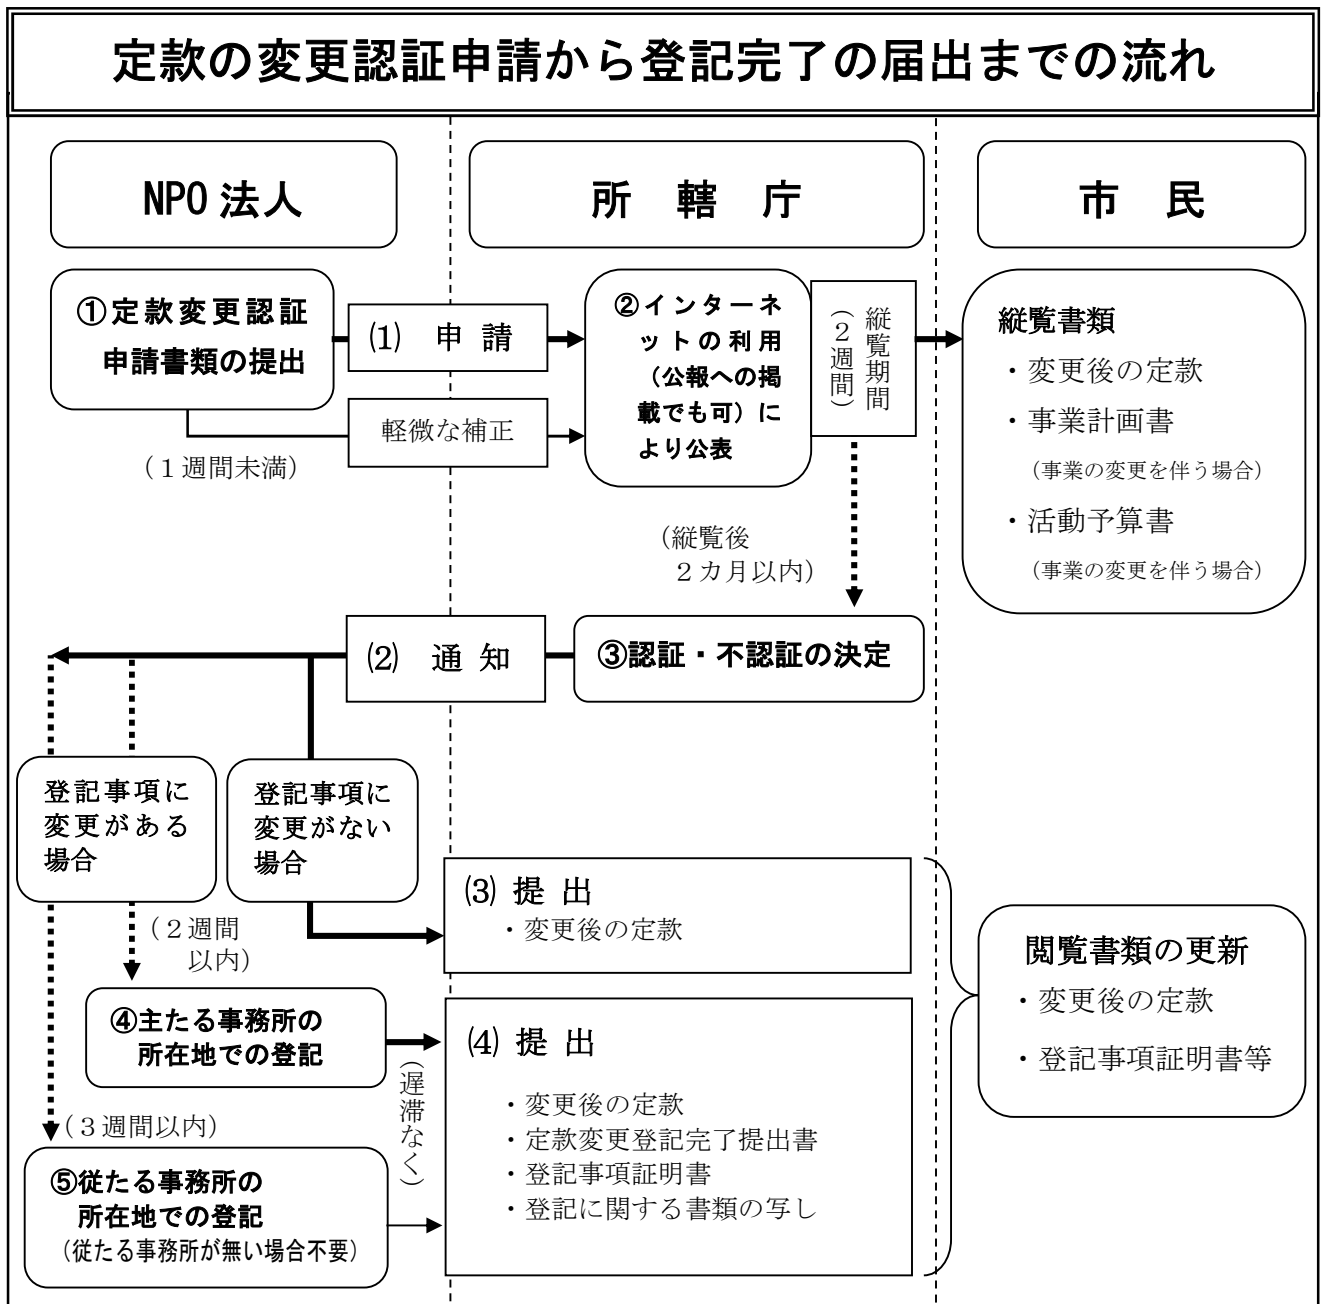 定款の変更認証申請から登記完了の届出までの流れ
NPO法人
所 轄 庁
市 民
①定款変更認証
申請書類の提出
⑴ 申 請
軽微な補正
(1週間未満)
②インターネ
ットの利用
(公報への掲
載でも可)に
より公表
縦覧期間
(2週間)
縦覧書類
・変更後の定款
・事業計画書
(事業の変更を伴う場合)
・活動予算書
(事業の変更を伴う場合)
(縦覧後
2カ月以内)
⑵ 通 知
③認証・不認証の決定
登記事項に
変更がある
場合
登記事項に
変更がない
場合
⑶ 提 出
・変更後の定款
(2週間
以内)
④主たる事務所の
所在地での登記
(遅滞なく)
(3週間以内)
⑤従たる事務所の
所在地での登記
(従たる事務所が無い場合不要)
⑷ 提 出
・変更後の定款
・定款変更登記完了提出書
・登記事項証明書
・登記に関する書類の写し
閲覧書類の更新
・変更後の定款
・登記事項証明書等